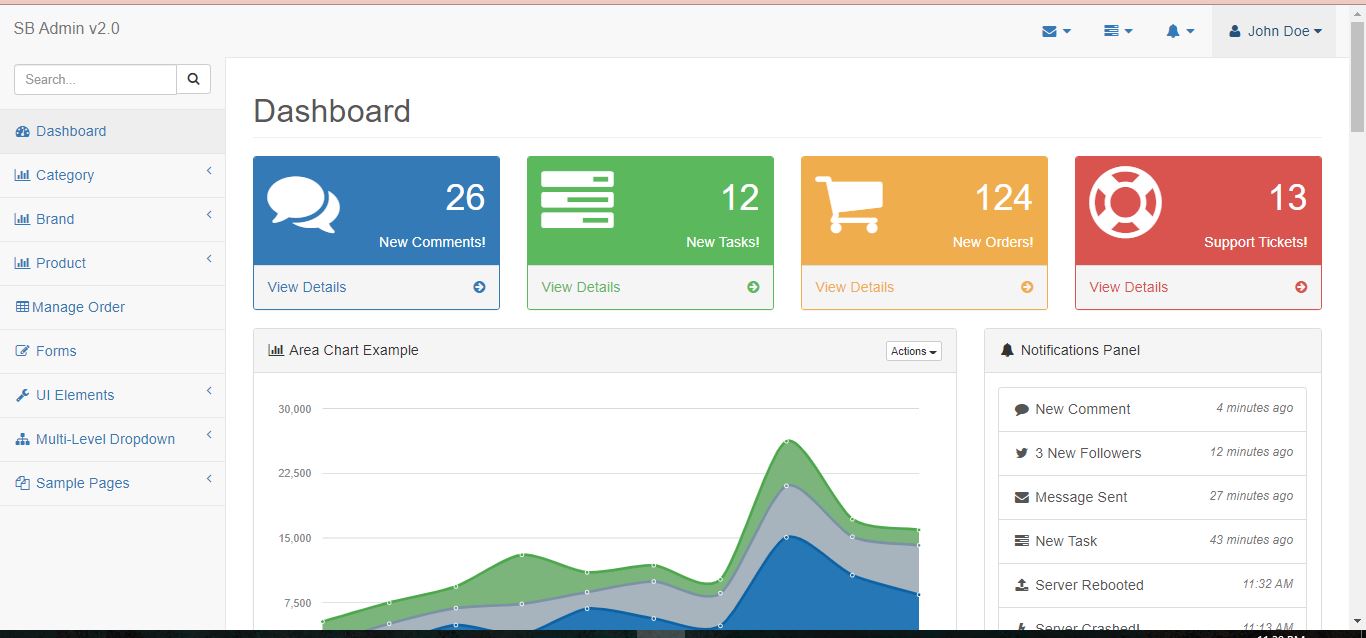 SB Admin v2.0
John Doe
Search...
Dashboard
Category
Brand
Product
Manage Order
Forms
UI Elements
Multi-Level Dropdown
Sample Pages
Dashboard
26
New Comments!
View Details
12
New Tasks!
View Details
124
New Orders!
View Details
13
Support Tickets!
View Details
Area Chart Example
Actions
30,000
22,500
15,000
7,500
Notifications Panel
New Comment 4 minutes ago
3 New Followers 12 minutes ago
Message Sent 27 minutes ago
New Task 43 minutes ago
Server Rebooted 11:32 AM
Server Crashed! 11:13 AM